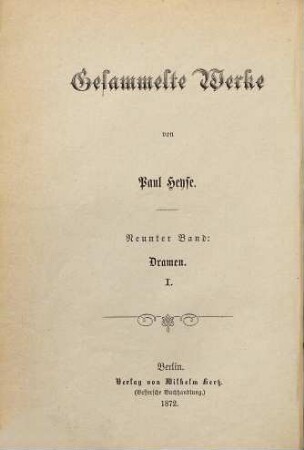 Gesammelte Werke
von
Paul Heyse.
Neunter Band:
Dramen.
I.
Berlin.
Verlag von Wilhelm Hertz.
(Bessersche Buchhandlung.)
1872.